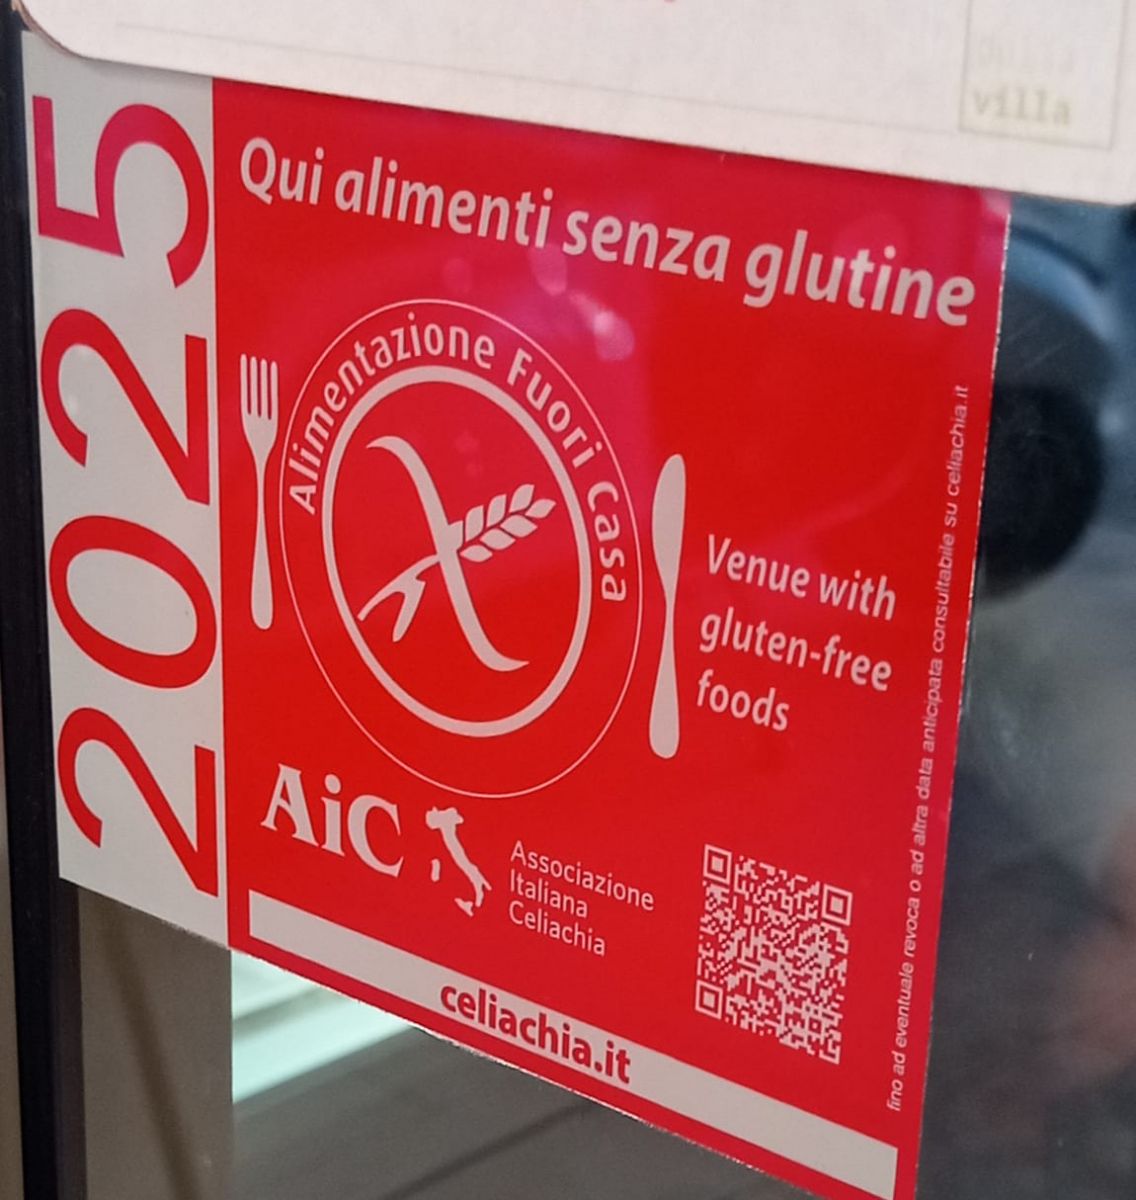 villa
2025
Qui alimenti senza glutine
Alimentazione Fuori Casa
Venue with
gluten-free
foods
AiC
Associazione
Italiana
Celiachia
celiachia.it
fino ad eventuale revoca o ad altra data anticipata consultabile su celiachia.it